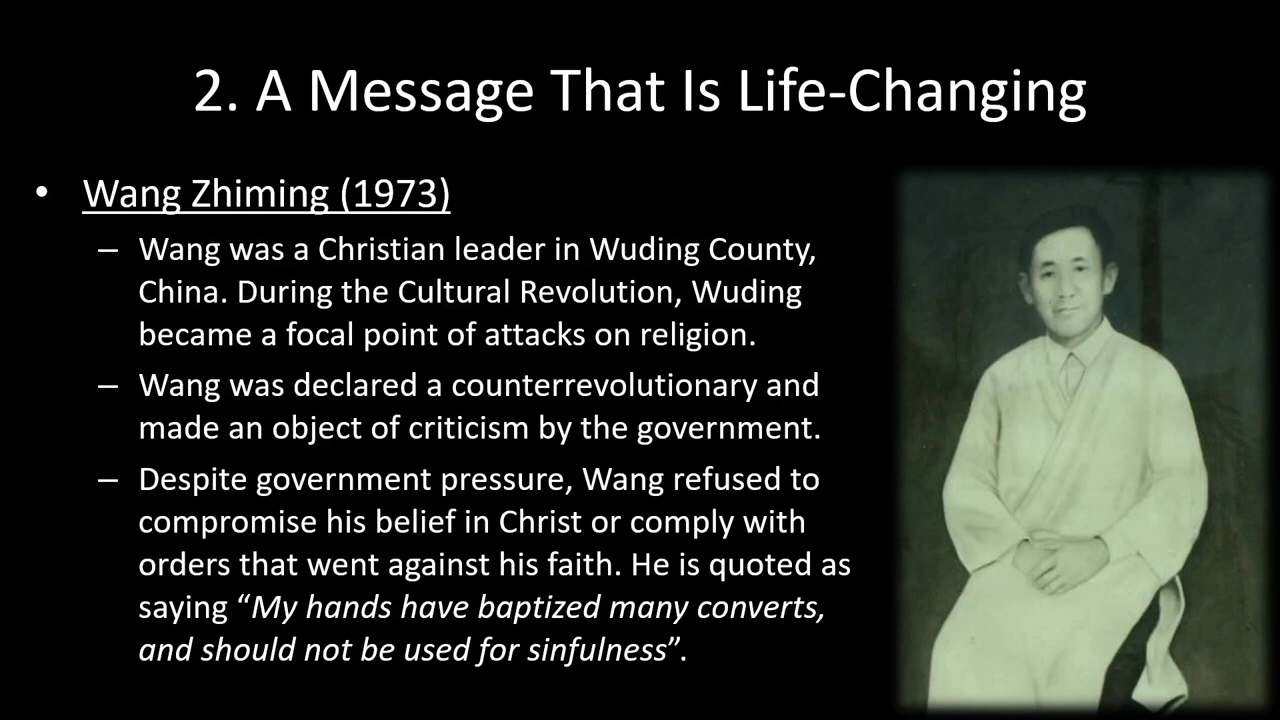 2. A Message That Is Life-Changing
• Wang Zhiming (1973)
– Wang was a Christian leader in Wuding County,
China. During the Cultural Revolution, Wuding
became a focal point of attacks on religion.
– Wang was declared a counterrevolutionary and
made an object of criticism by the government.
– Despite government pressure, Wang refused to
compromise his belief in Christ or comply with
orders that went against his faith. He is quoted as
saying “My hands have baptized many converts,
and should not be used for sinfulness”.